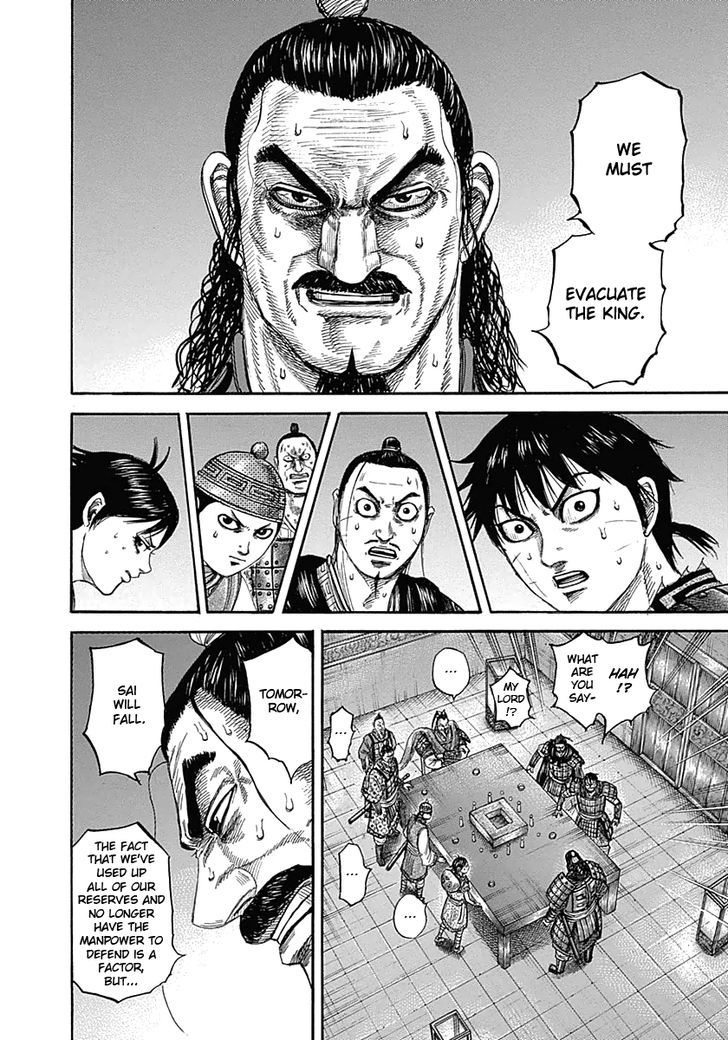 WE
MUST
EVACUATE
THE KING.
HAH
!?
WHAT
ARE
YOU
SAY-
MY
LORD
!?
...
...
...
...
TOMOR-
ROW,
SAI
WILL
FALL.
THE FACT
THAT WE'VE
USED UP
ALL OF OUR
RESERVES AND
NO LONGER
HAVE THE
MANPOWER TO
DEFEND IS A
FACTOR,
BUT...